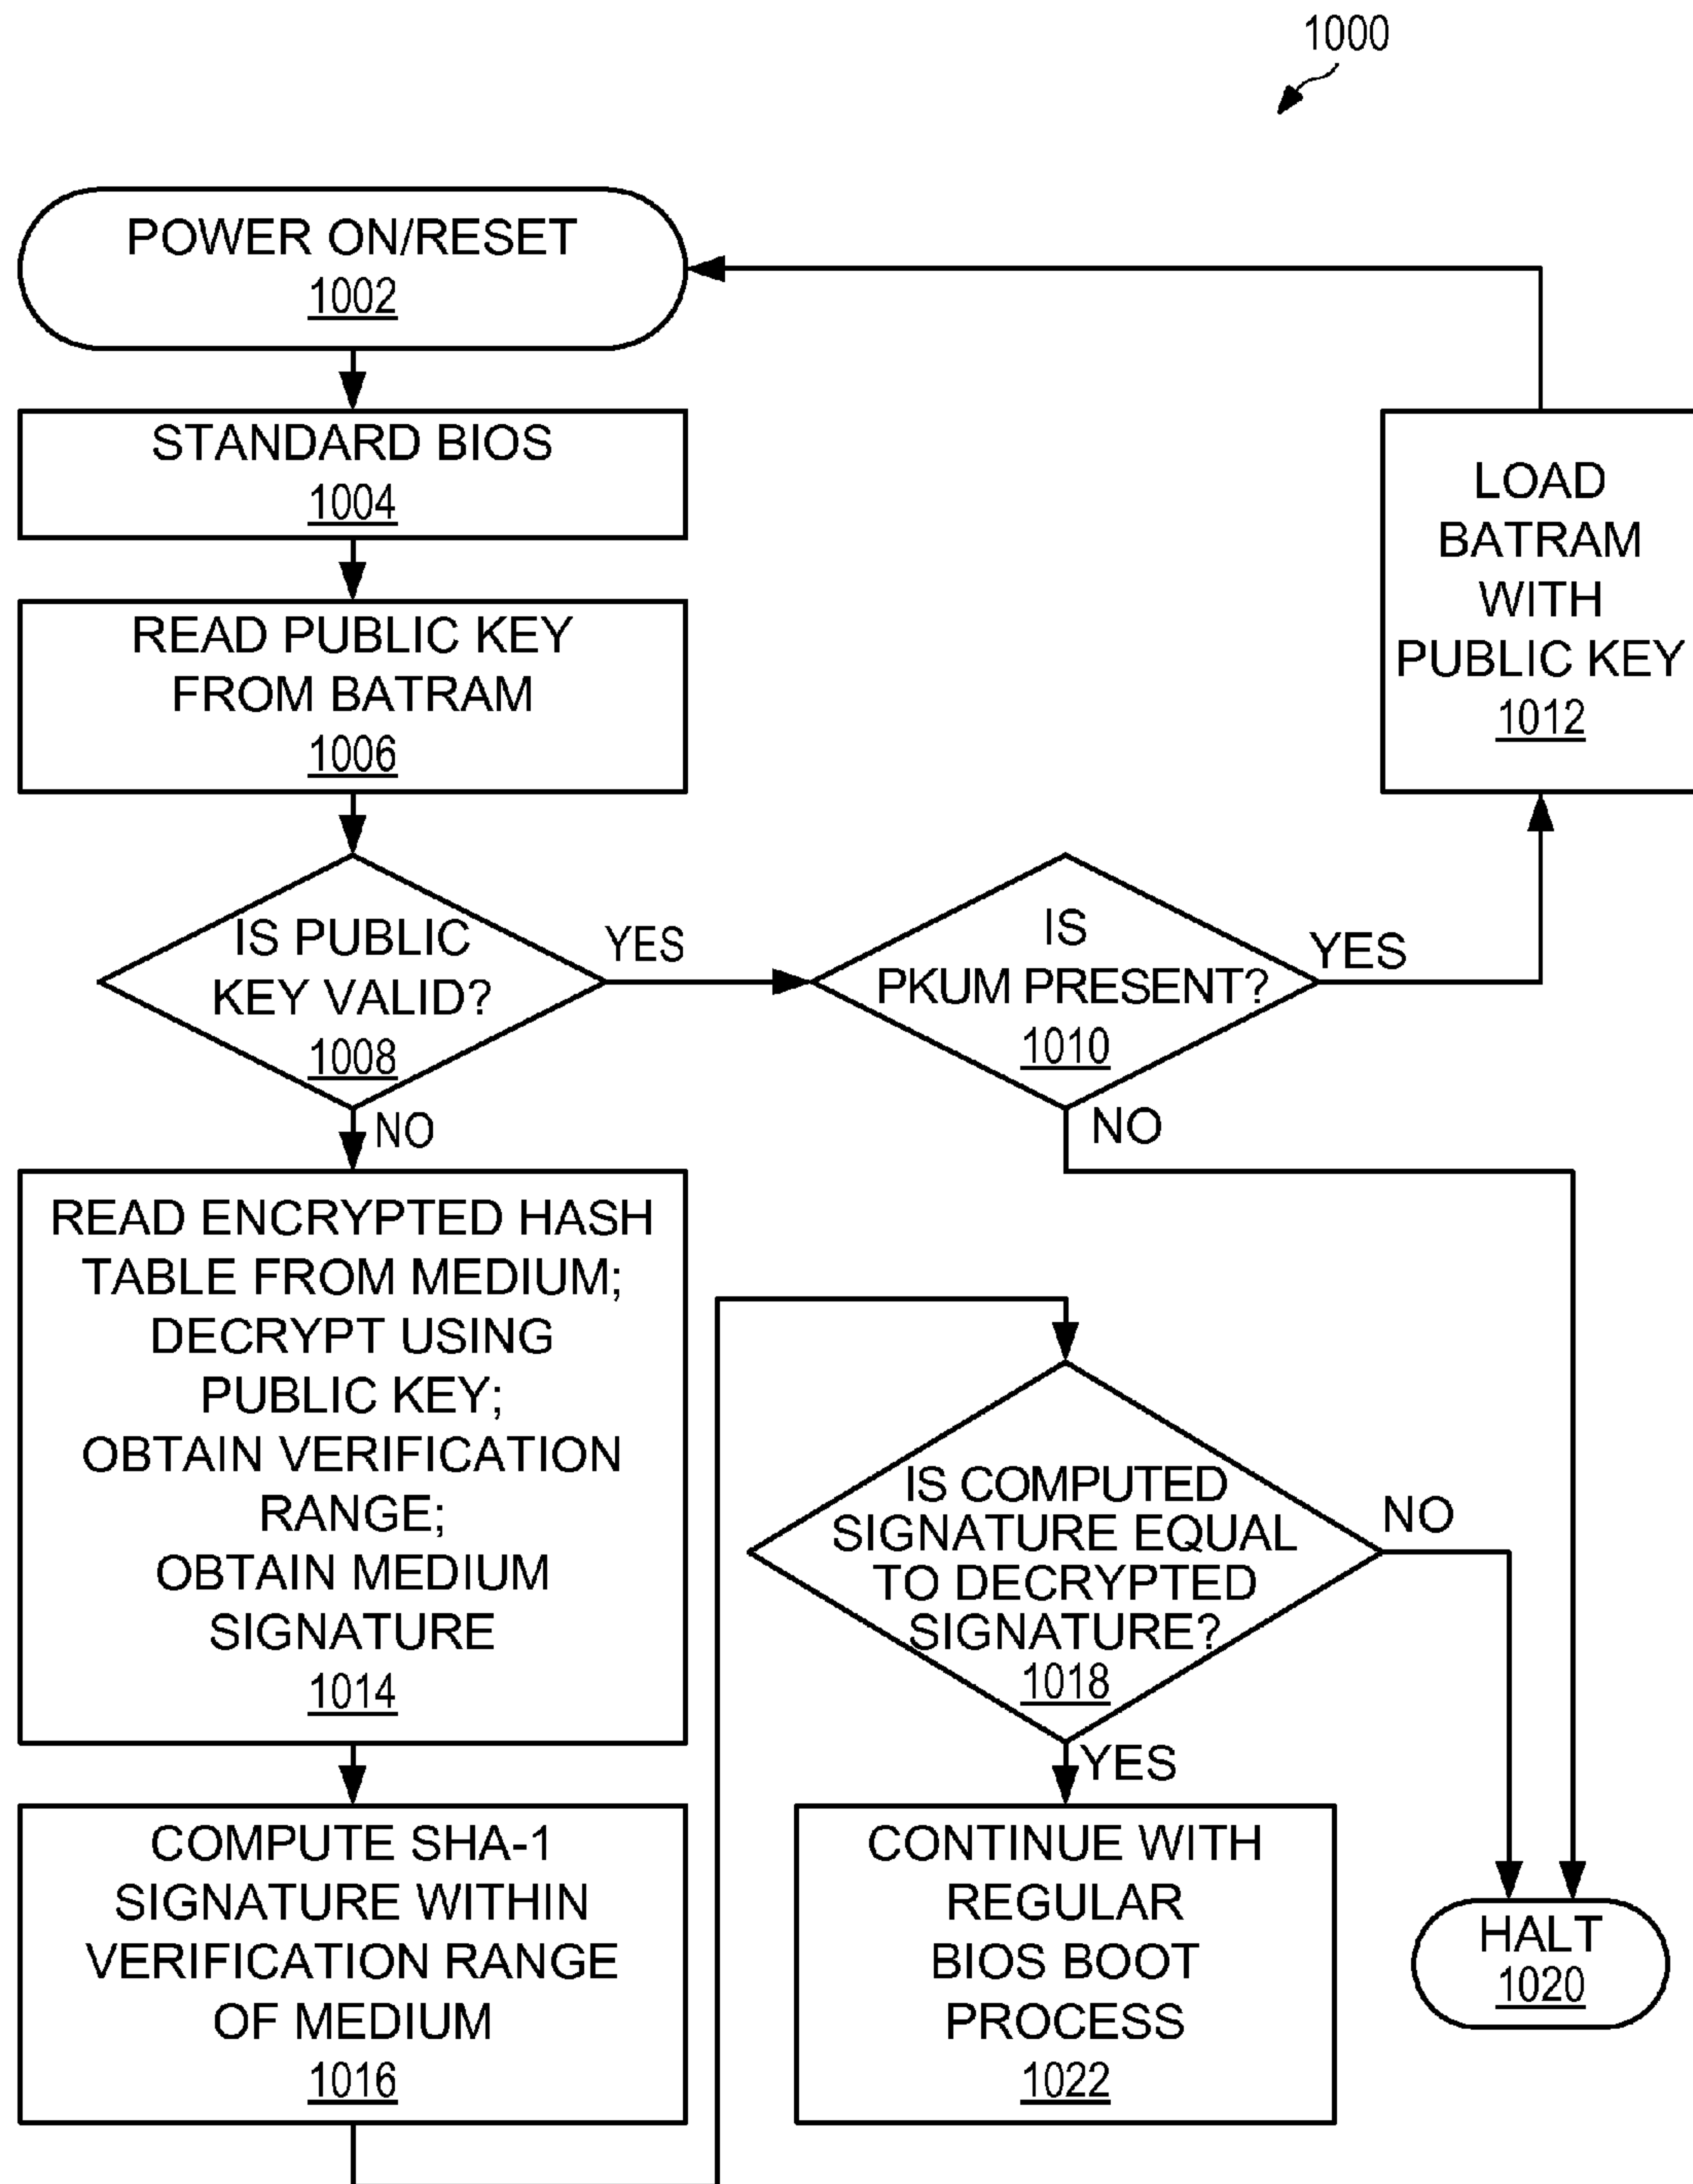 1000
POWER ON/RESET
1002
STANDARD BIOS
1004
READ PUBLIC KEY
FROM BATRAM
1006
IS PUBLIC
KEY VALID?
1008
YES
NO
IS
PKUM PRESENT?
1010
YES
NO
LOAD
BATRAM
WITH
PUBLIC KEY
1012
READ ENCRYPTED HASH
TABLE FROM MEDIUM;
DECRYPT USING
PUBLIC KEY;
OBTAIN VERIFICATION
RANGE;
OBTAIN MEDIUM
SIGNATURE
1014
COMPUTE SHA-1
SIGNATURE WITHIN
VERIFICATION RANGE
OF MEDIUM
1016
IS COMPUTED
SIGNATURE EQUAL
TO DECRYPTED
SIGNATURE?
1018
NO
YES
CONTINUE WITH
REGULAR
BIOS BOOT
PROCESS
1022
HALT
1020